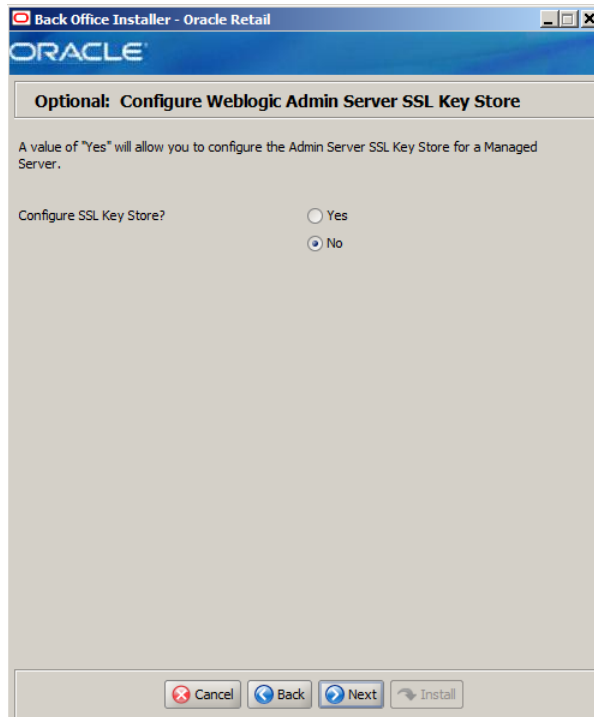 Back Office Installer - Oracle Retail
ORACLE
Optional: Configure Weblogic Admin Server SSL Key Store
A value of "Yes" will allow you to configure the Admin Server SSL Key Store for a Managed
Server.
Configure SSL Key Store?
Yes
No
Cancel
Back
Next
Install